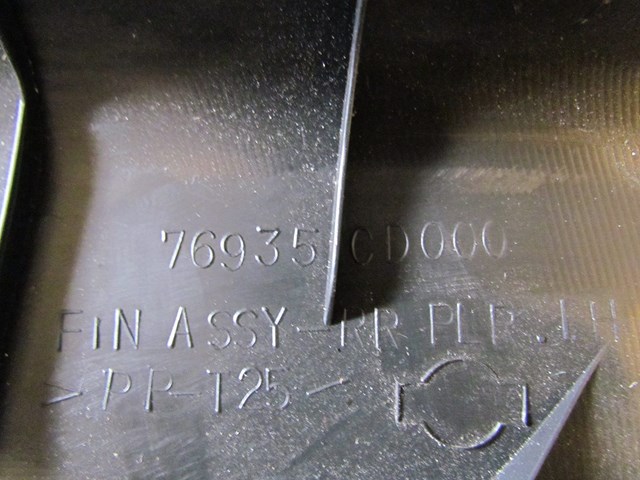 76935 CD000
FIN ASSY-RR PLR.LH
>PP-T25<